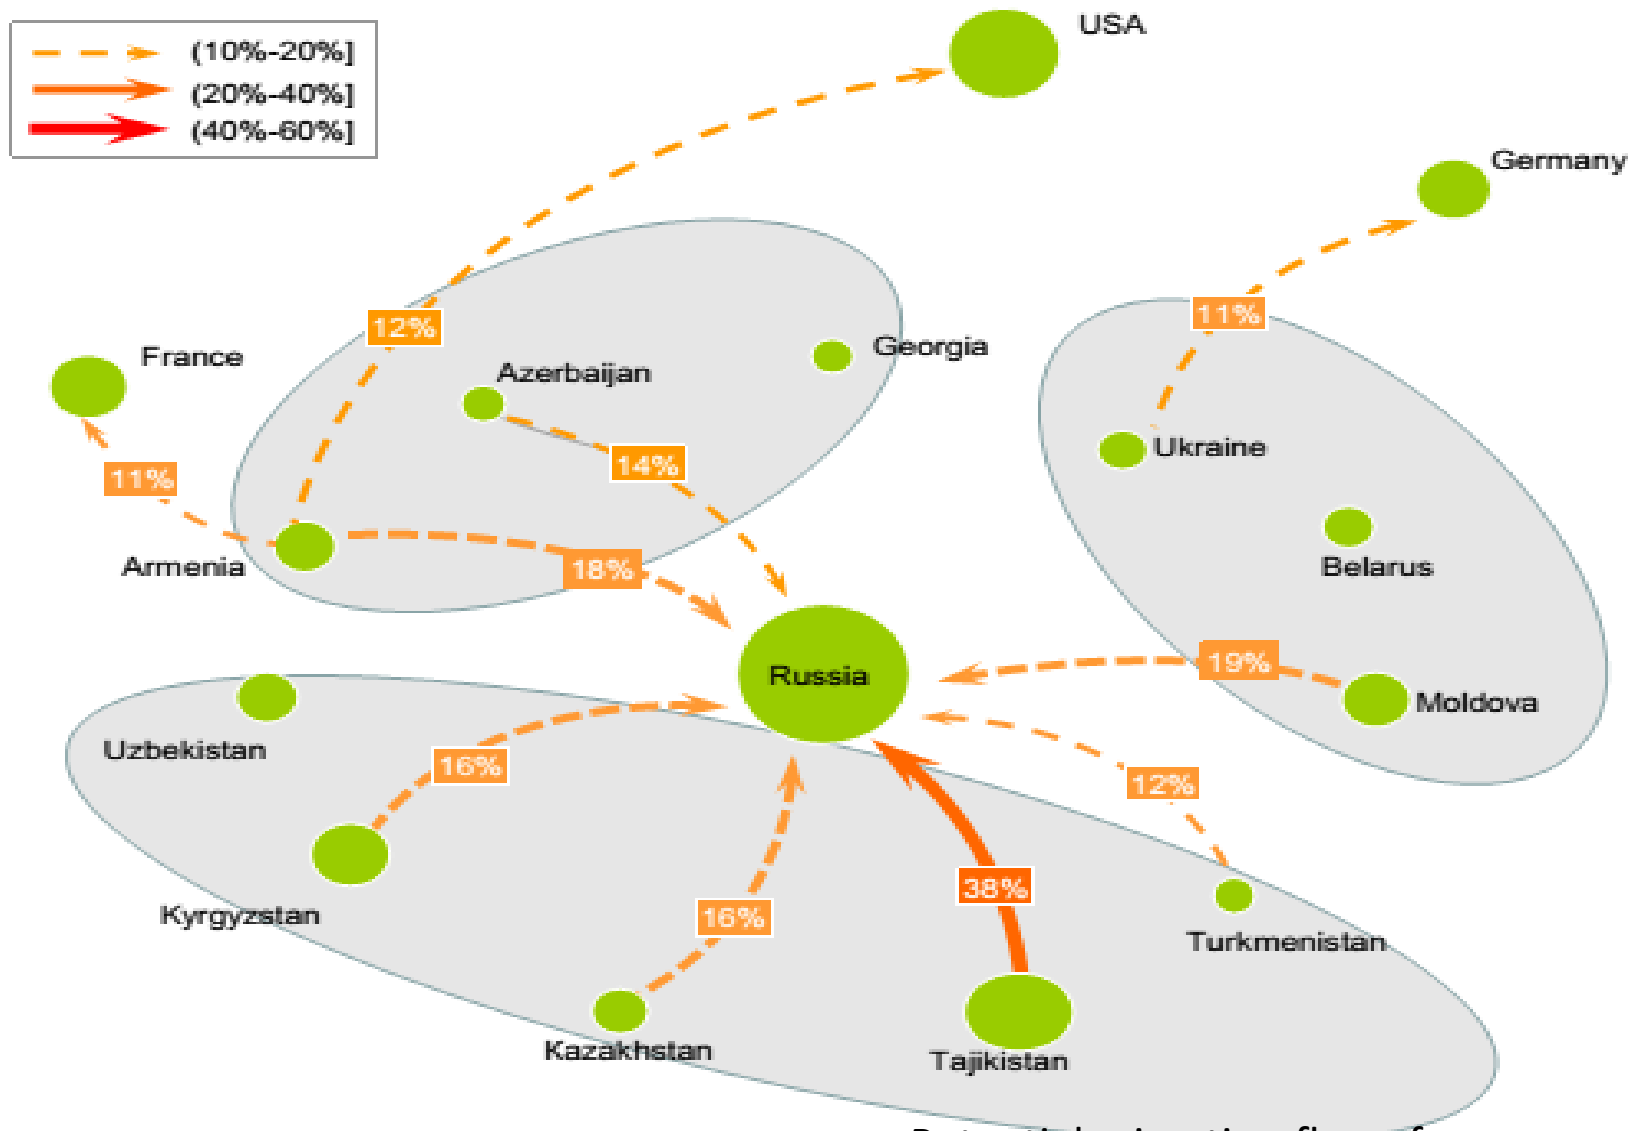 (10%-20%]
(20%-40%]
(40%-60%]
USA
Germany
11%
12%
France
Azerbaijan
Georgia
Ukraine
14%
11%
Armenia
18%
Belarus
Russia
19%
Moldova
Uzbekistan
16%
12%
38%
Kyrgyzstan
16%
Turkmenistan
Kazakhstan
Tajikistan